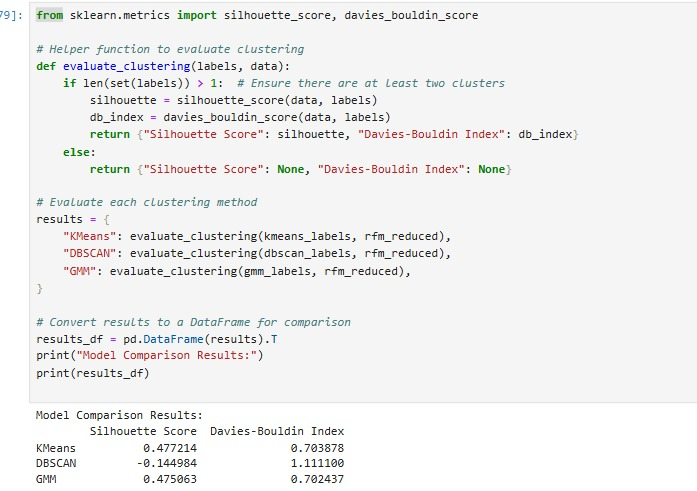 79]: from sklearn.metrics import silhouette_score, davies_bouldin_score
# Helper function to evaluate clustering
def evaluate_clustering(labels, data):
    if len(set(labels)) > 1:  # Ensure there are at least two clusters
        silhouette = silhouette_score(data, labels)
        db_index = davies_bouldin_score(data, labels)
        return {"Silhouette Score": silhouette, "Davies-Bouldin Index": db_index}
    else:
        return {"Silhouette Score": None, "Davies-Bouldin Index": None}
# Evaluate each clustering method
results = {
    "KMeans": evaluate_clustering(kmeans_labels, rfm_reduced),
    "DBSCAN": evaluate_clustering(dbscan_labels, rfm_reduced),
    "GMM": evaluate_clustering(gmm_labels, rfm_reduced),
}
# Convert results to a DataFrame for comparison
results_df = pd.DataFrame(results).T
print("Model Comparison Results:")
print(results_df)
Model Comparison Results:
        Silhouette Score  Davies-Bouldin Index
KMeans          0.477214              0.703878
DBSCAN         -0.144984              1.111100
GMM             0.475063              0.702437